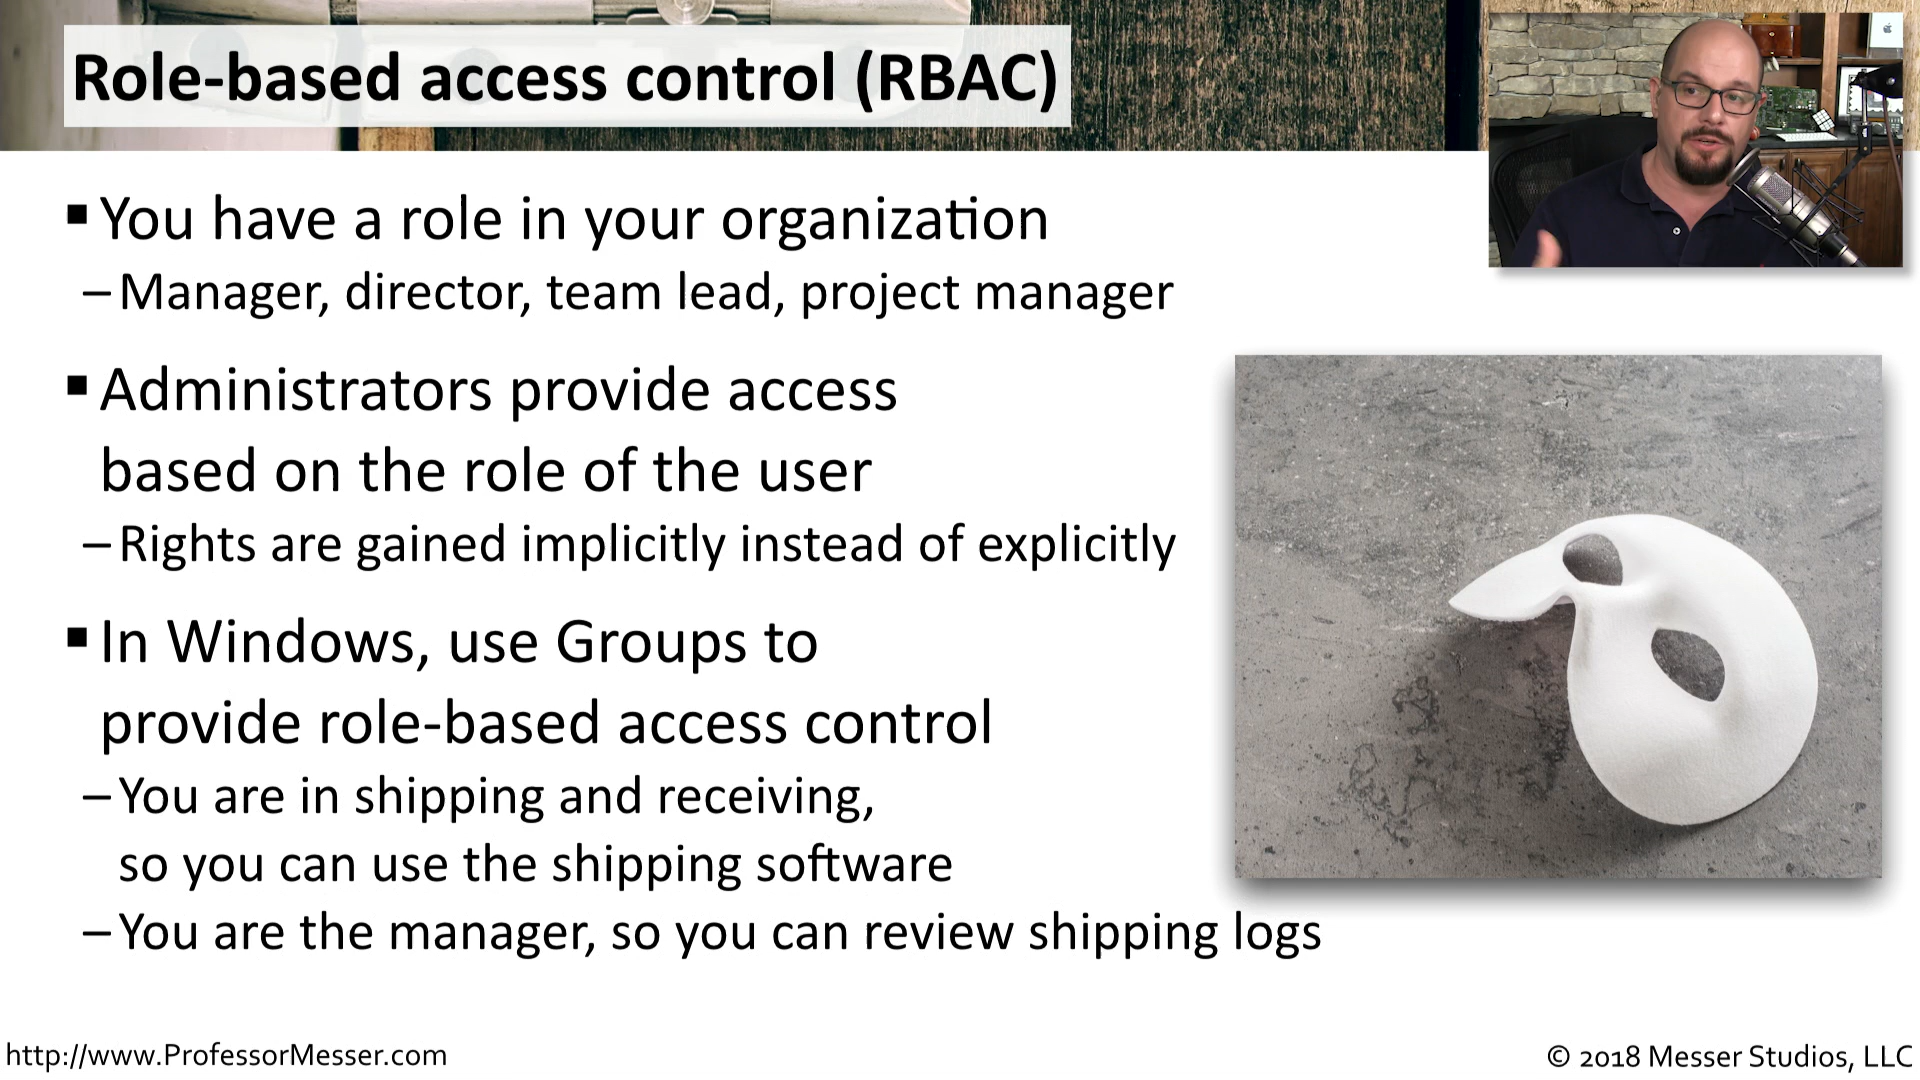 Role-based access control (RBAC)
▪ You have a role in your organization
– Manager, director, team lead, project manager
▪ Administrators provide access
based on the role of the user
– Rights are gained implicitly instead of explicitly
▪ In Windows, use Groups to
provide role-based access control
– You are in shipping and receiving,
so you can use the shipping software
– You are the manager, so you can review shipping logs
http://www.ProfessorMesser.com
© 2018 Messer Studios, LLC